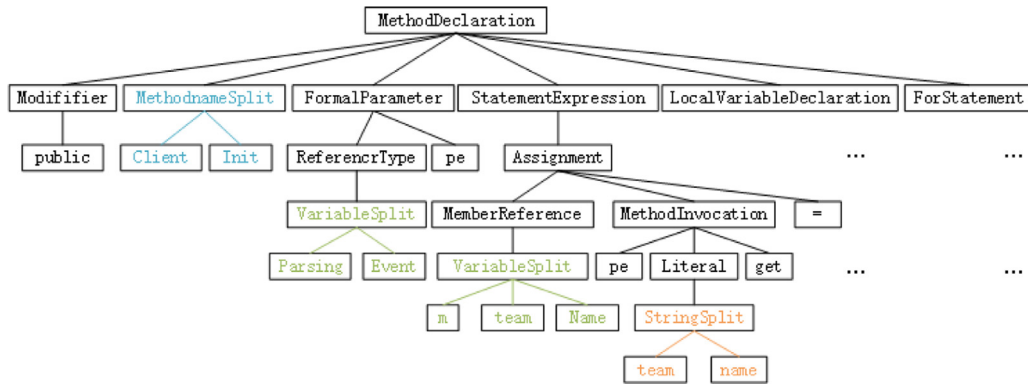 MethodDeclaration
Modififier MethodnameSplit FormalParameter StatementExpression LocalVariableDeclaration ForStatement
public Client Init ReferencrType pe Assignment ... ...
VariableSplit MemberReference MethodInvocation =
Parsing Event VariableSplit pe Literal get ... ...
m team Name StringSplit
team name